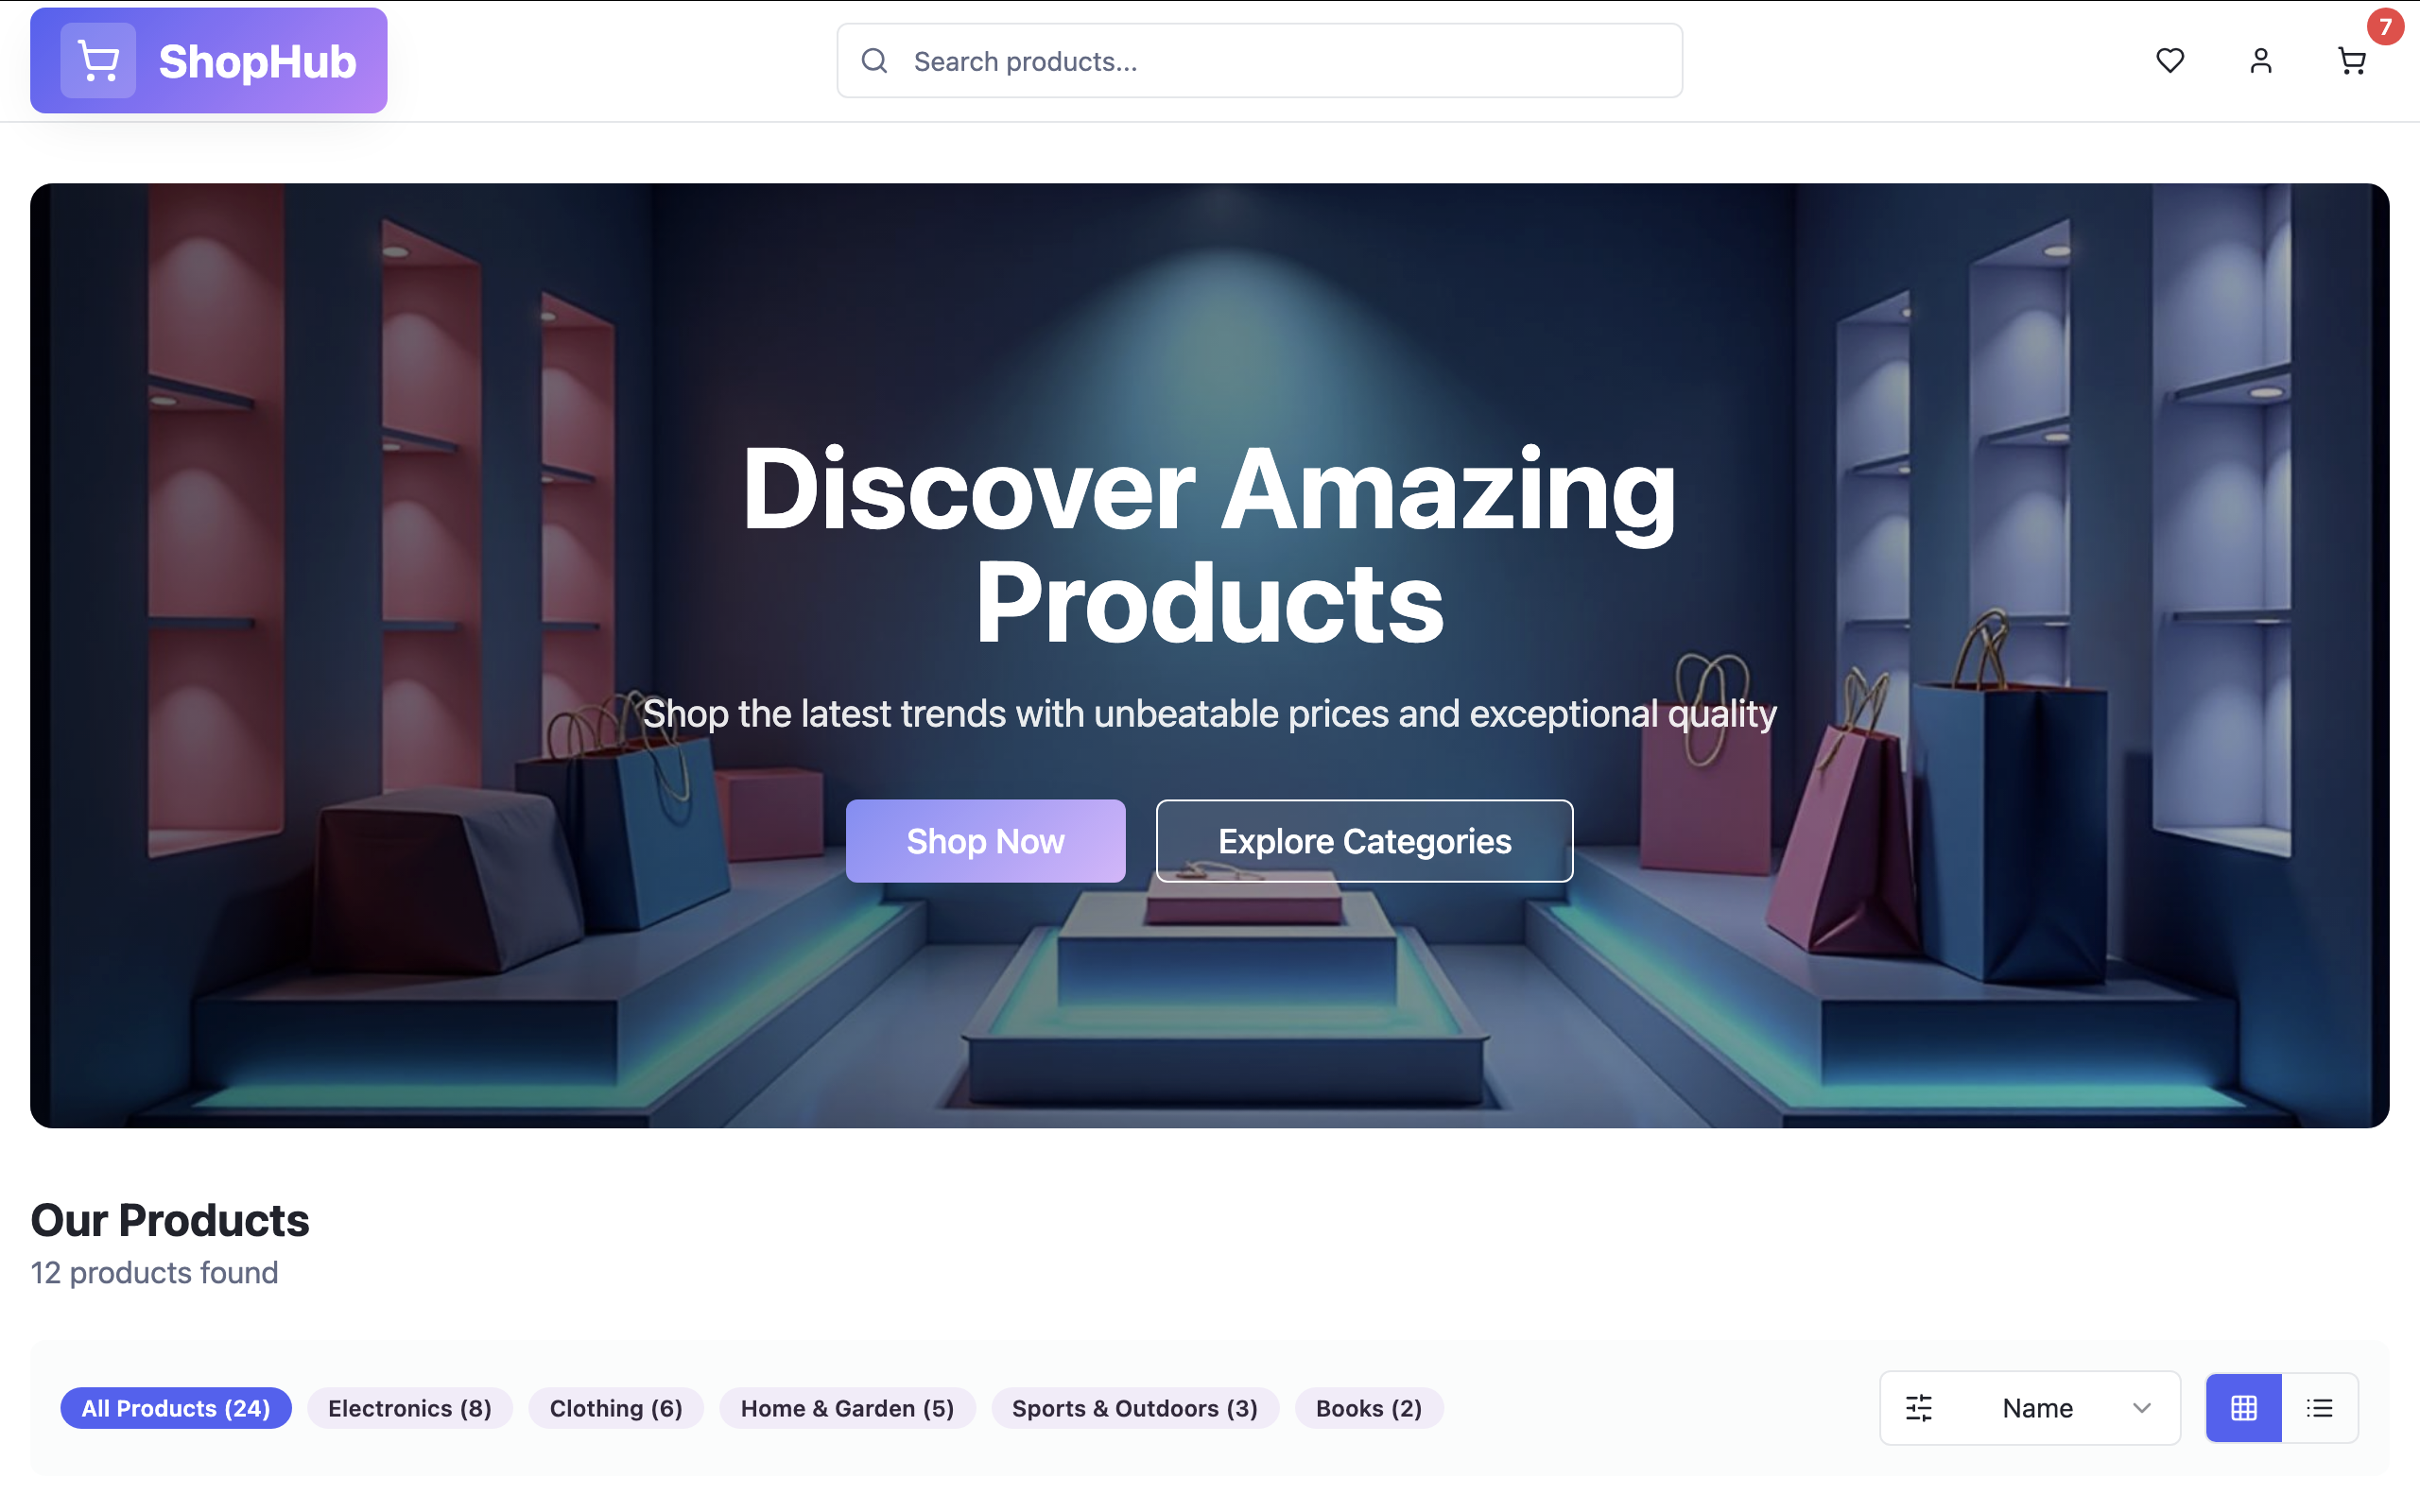 ShopHub
Search products...
7
Discover Amazing
Products
Shop the latest trends with unbeatable prices and exceptional quality
Shop Now
Explore Categories
Our Products
12 products found
All Products (24)
Electronics (8)
Clothing (6)
Home & Garden (5)
Sports & Outdoors (3)
Books (2)
Name